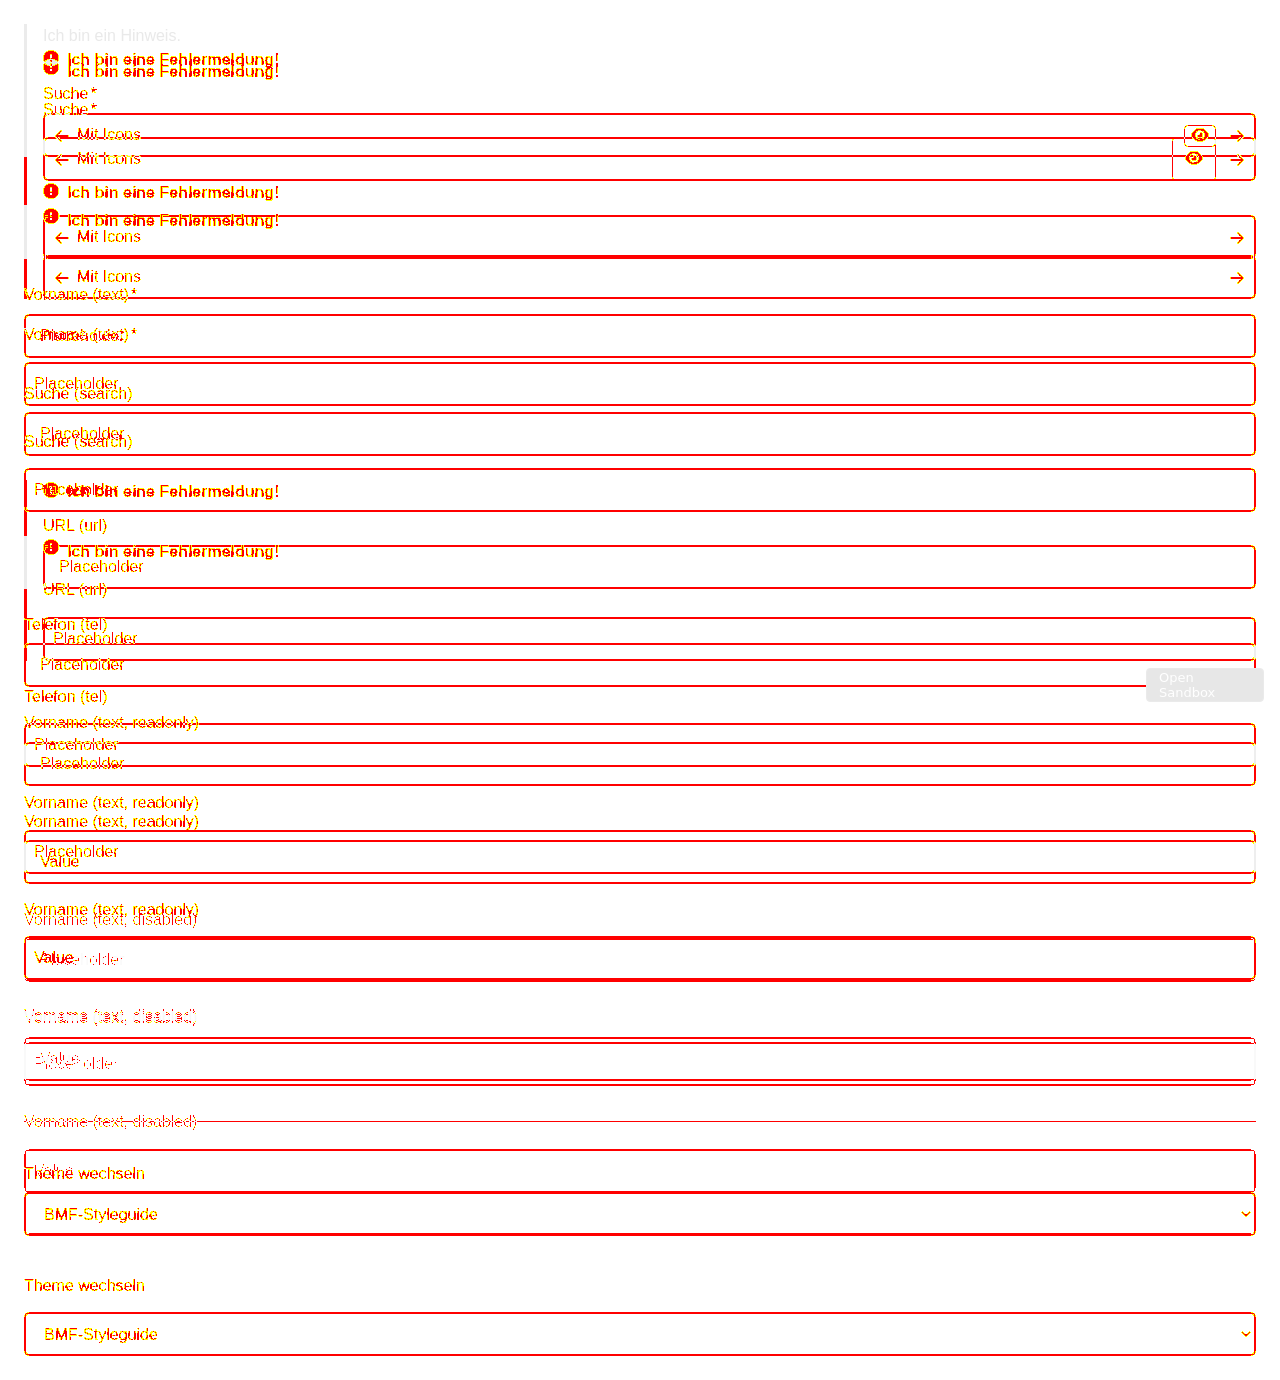 Ich bin ein Hinweis.
Ich bin eine Fehlermeldung!
Ich bin eine Fehlermeldung!
Suche *
Suche *
Mit Icons
Mit Icons
Ich bin eine Fehlermeldung!
Ich bin eine Fehlermeldung!
Mit Icons
Mit Icons
Vorname (text) *
Vorname (text) *
Placeholder
Placeholder
Suche (search)
Placeholder
Suche (search)
Placeholder
Ich bin eine Fehlermeldung!
URL (url)
Ich bin eine Fehlermeldung!
Placeholder
URL (url)
Telefon (tel)
Placeholder
Placeholder
Open
Sandbox
Telefon (tel)
Vorname (text, readonly)
Placeholder
Placeholder
Vorname (text, readonly)
Vorname (text, readonly)
Placeholder
Value
Vorname (text, readonly)
Vorname (text, disabled)
Value
Placeholder
Vorname (text, disabled)
Value
Placeholder
Vorname (text, disabled)
Value
Theme wechseln
BMF-Styleguide
Theme wechseln
BMF-Styleguide